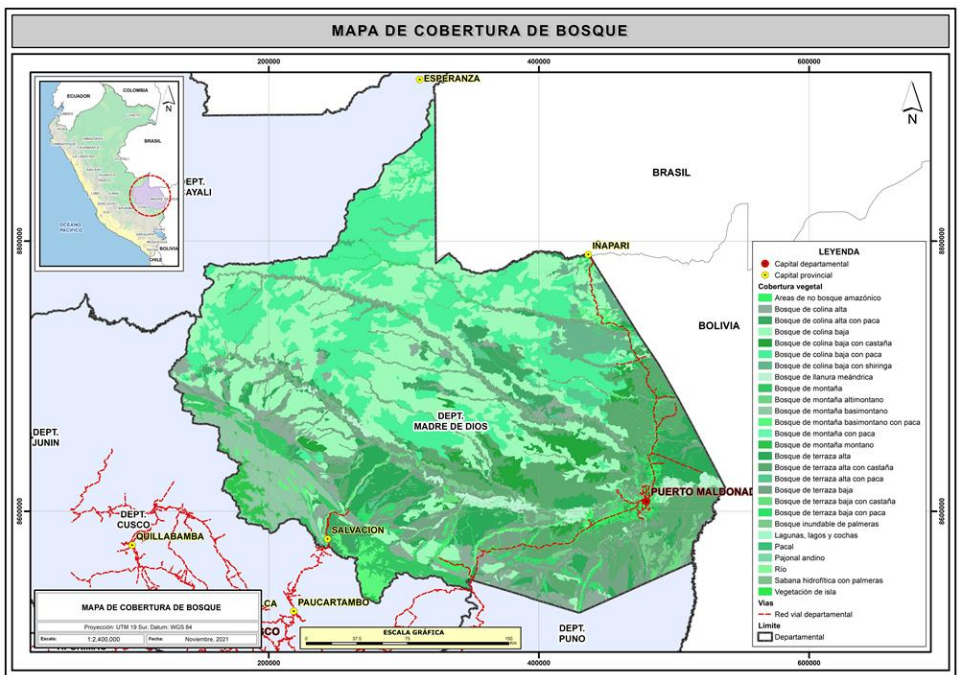 MAPA DE COBERTURA DE BOSQUE
200000
400000
600000
ESPERANZA
ECUADOR
COLOMBIA
N
BRASIL
OCÉANO
PACÍFICO
BOLIVIA
CHILE
DEPT.
N
BRASIL
8800000
8800000
IÑAPARI
BOLIVIA
DEPT.
MADRE DE DIOS
DEPT.
JUNIN
PUERTO MALDONAD
8600000
8600000
DEPT.
CUSCO
QUILLABAMBA
SALVACION
PAUCARTAMBO
DEPT.
PUNO
LEYENDA
Capital departamental
Capital provincial
Cobertura vegetal
Areas de no bosque amazónico
Bosque de colina alta
Bosque de colina alta con paca
Bosque de colina baja
Bosque de colina baja con castaña
Bosque de colina baja con paca
Bosque de colina baja con shiringa
Bosque de llanura meándrica
Bosque de montaña
Bosque de montaña altimontano
Bosque de montaña basimontano
Bosque de montaña basimontano con paca
Bosque de montaña con paca
Bosque de montaña montano
Bosque de terraza alta
Bosque de terraza alta con castaña
Bosque de terraza alta con paca
Bosque de terraza baja
Bosque de terraza baja con castaña
Bosque de terraza baja con paca
Bosque inundable de palmeras
Lagunas, lagos y cochas
Pacal
Pajonal andino
Río
Sabana hidrofítica con palmeras
Vegetación de isla
Vias
Red vial departamental
Limite
Departamental
MAPA DE COBERTURA DE BOSQUE
Proyección: UTM 19 Sur, Datum: WGS 84
Escala: 1:2,400,000 Fecha: Noviembre, 2021
ESCALA GRÁFICA
0 37.5 75 150
200000
400000
600000